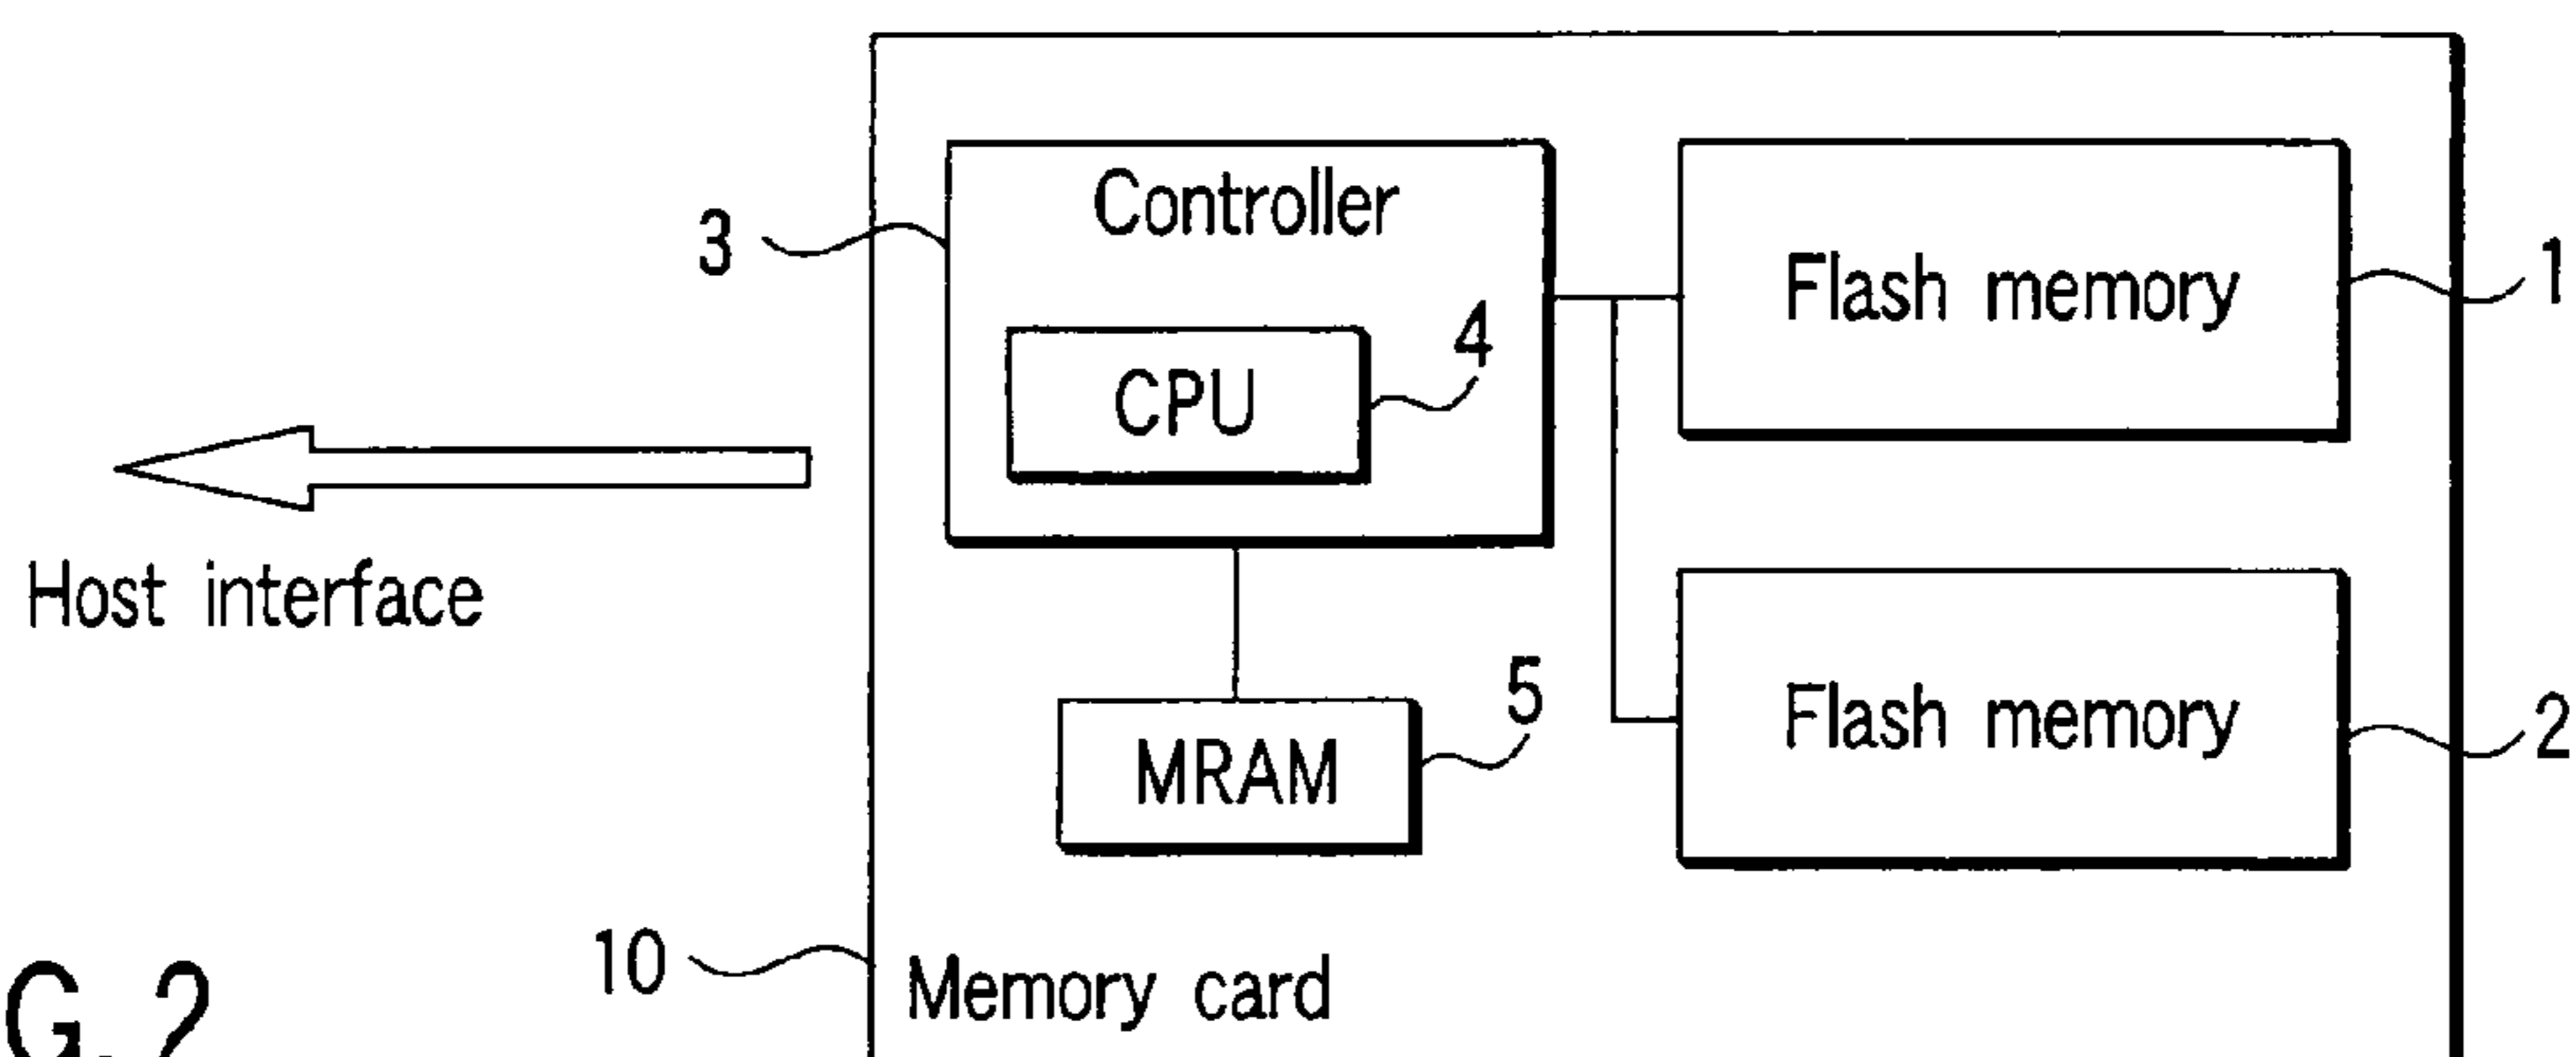 Controller
3
Flash memory
1
4
CPU
Host interface
5
Flash memory
2
MRAM
10
Memory card
G.2